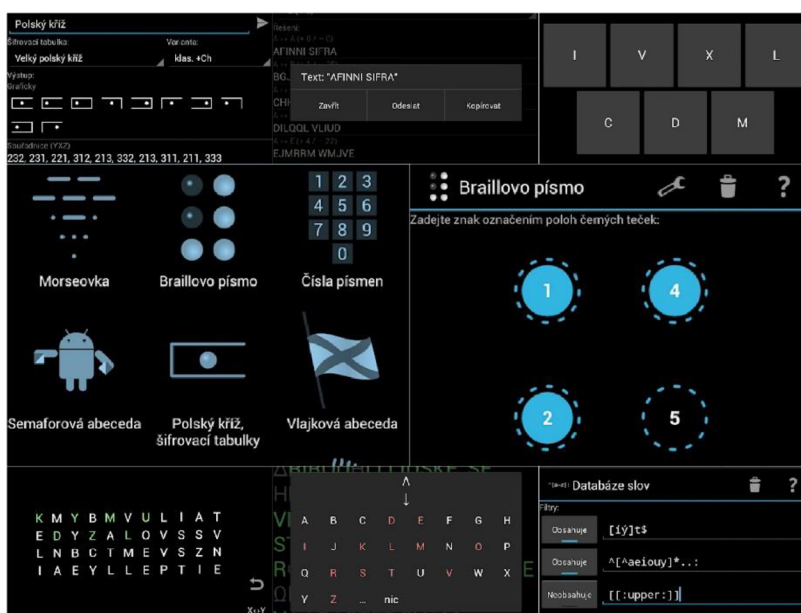 Polský kříž
Šifrovací tabulka:
Varianta:
Velký polský kříž
klas. +Ch
Výstup:
Graficky
Souřadnice (YXZ)
232, 231, 221, 312, 213, 332, 213, 311, 211, 333
Řešení:
AFINNI SIFRA
Text: "AFINNI SIFRA"
Zavřít
Odeslat
Kopírovat
DILQQL VLIUD
EJMRRM WMJVE
I V X L
C D M
Morseovka
Braillovo písmo
1 2 3
4 5 6
7 8 9
0
Čísla písmen
Semaforová abeceda
Polský kříž,
šifrovací tabulky
Vlajková abeceda
Braillovo písmo
?
Zadejte znak označením poloh černých teček:
1 4
2 5
K M Y B M V U L I A T
E D Y Z A L O V S S V
L N B C T M E V S Z N
I A E Y L L E P T I E
X↔Y
A B C D E F G H
I J K L M N O P
Q R S T U V W X
Y Z ... nic
Databáze slov
?
Filtry:
Obsahuje
[íý]t$
Obsahuje
^[^aeiouy]*..:
Neobsahuje
[[:upper:]]